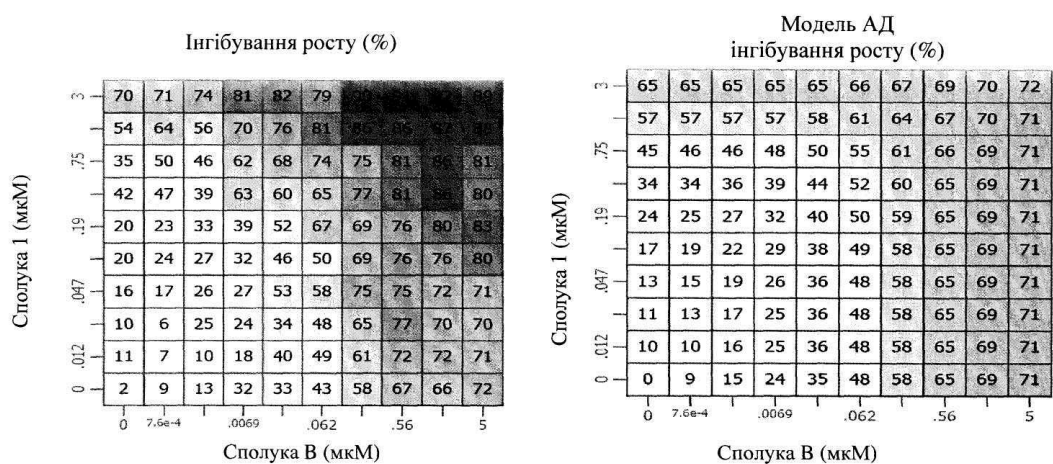 Інгібування росту (%)
Сполука 1 (мкМ)
3 70 71 74 81 82 79
54 64 56 70 76 81
.75 35 50 46 62 68 74 75 81 86 81
42 47 39 63 60 65 77 81 80
.19 20 23 33 39 52 67 69 76 80 83
20 24 27 32 46 50 69 76 76 80
.047 16 17 26 27 53 58 75 75 72 71
10 6 25 24 34 48 65 77 70 70
.012 11 7 10 18 40 49 61 72 72 71
0 2 9 13 32 33 43 58 67 66 72
0 7.6e-4 .0069 .062 .56 5
Сполука В (мкМ)
Модель АД
інгібування росту (%)
Сполука 1 (мкМ)
3 65 65 65 65 65 66 67 69 70 72
57 57 57 57 58 61 64 67 70 71
.75 45 46 46 48 50 55 61 66 69 71
34 34 36 39 44 52 60 65 69 71
.19 24 25 27 32 40 50 59 65 69 71
17 19 22 29 38 49 58 65 69 71
.047 13 15 19 26 36 48 58 65 69 71
11 13 17 25 36 48 58 65 69 71
.012 10 10 16 25 36 48 58 65 69 71
0 0 9 15 24 35 48 58 65 69 71
0 7.6e-4 .0069 .062 .56 5
Сполука В (мкМ)